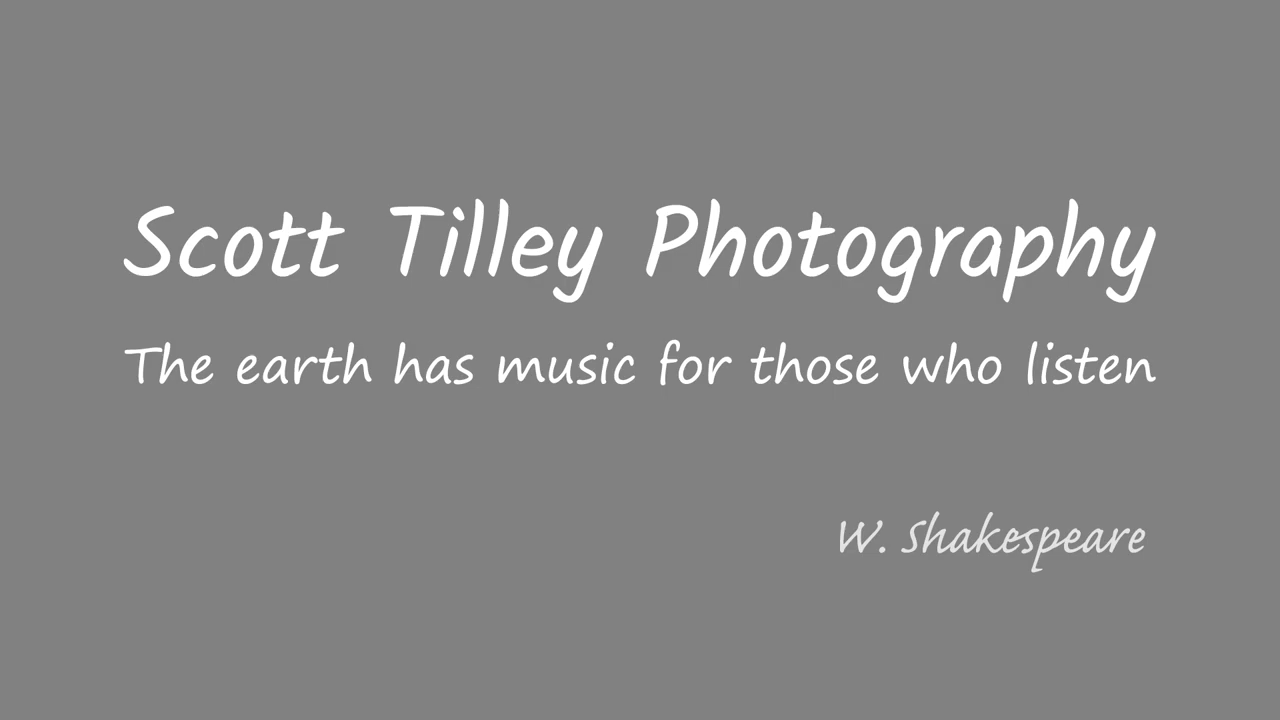 Scott Tilley Photography
The earth has music for those who listen
W. Shakespeare